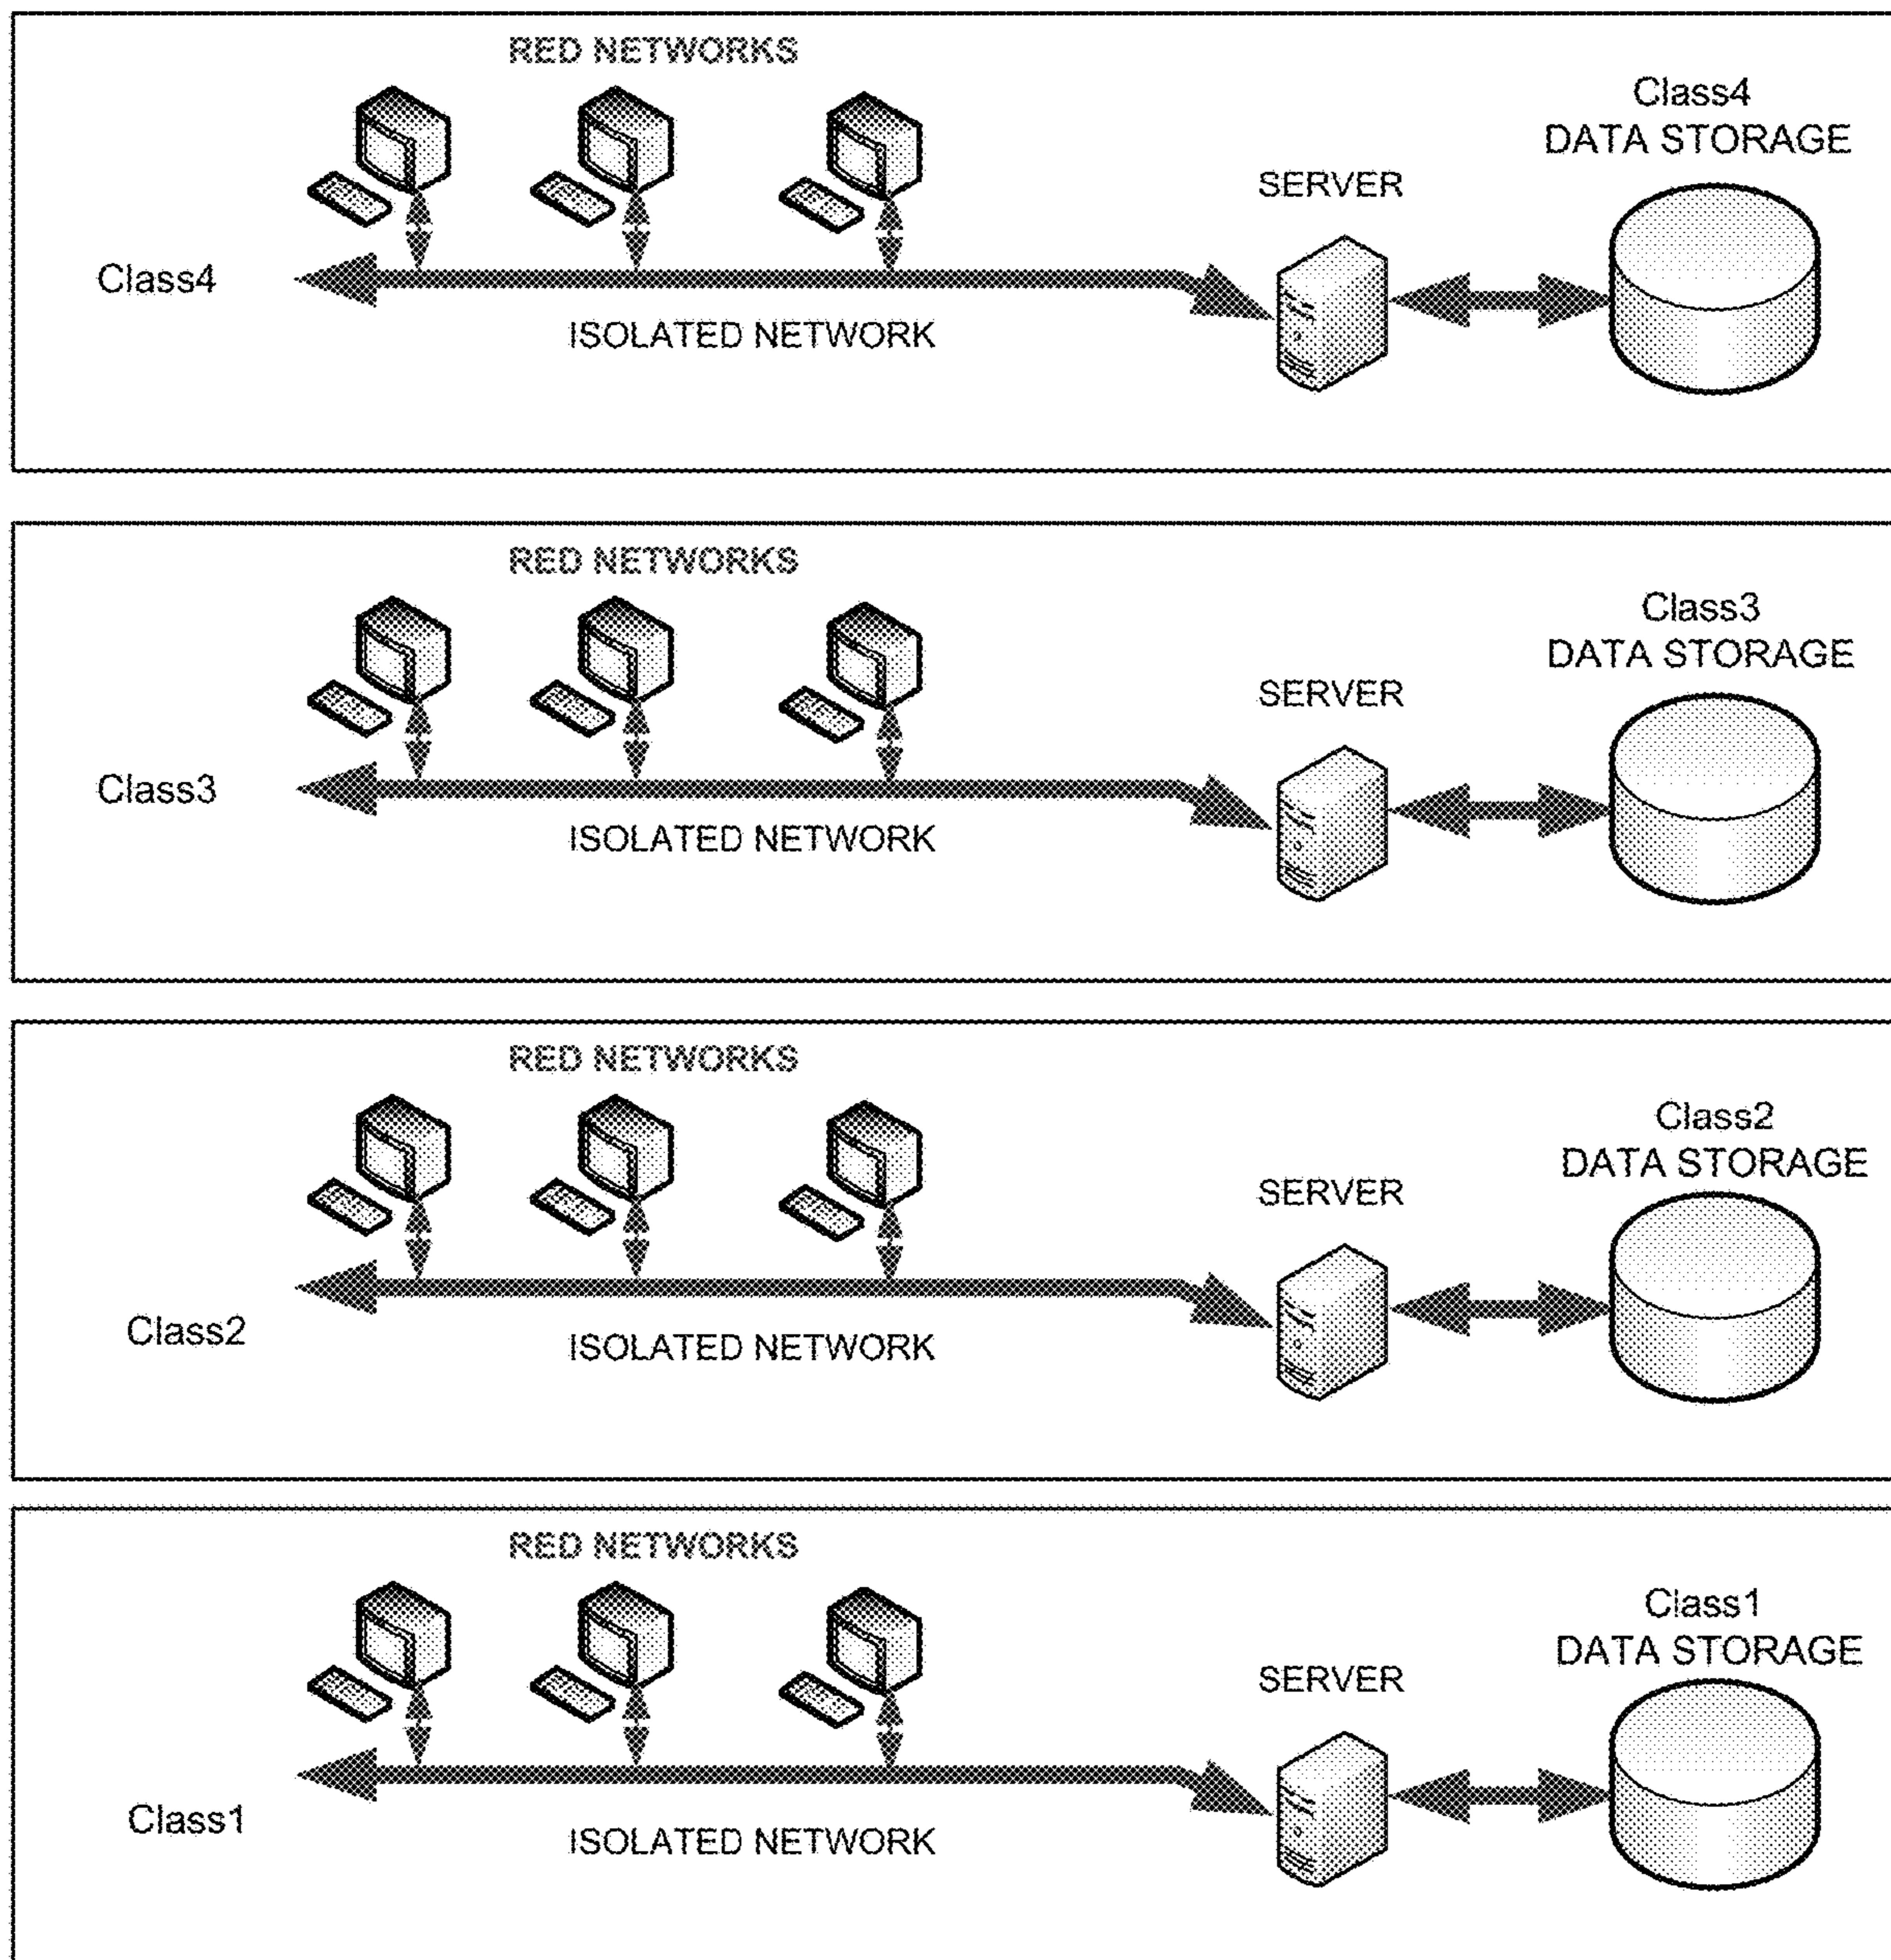 RED NETWORKS
Class4
DATA STORAGE
SERVER
Class4
ISOLATED NETWORK
RED NETWORKS
Class3
DATA STORAGE
SERVER
Class3
ISOLATED NETWORK
RED NETWORKS
Class2
DATA STORAGE
SERVER
Class2
ISOLATED NETWORK
RED NETWORKS
Class1
DATA STORAGE
SERVER
Class1
ISOLATED NETWORK